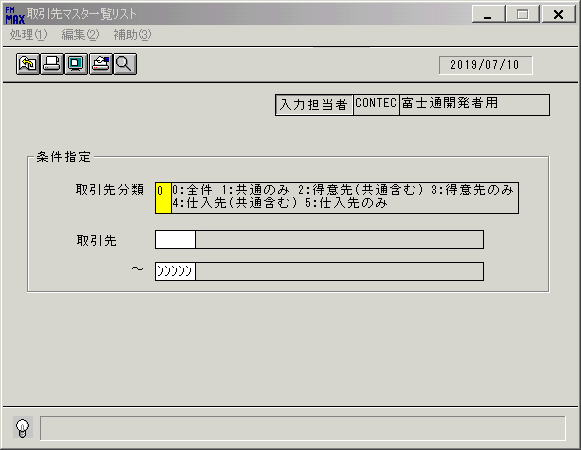 FM MAX 取引先マスタ一覧リスト
処理(1) 編集(2) 補助(3)
2019/07/10
入力担当者 CONTEC 富士通開発者用
条件指定
取引先分類 0 0:全件 1:共通のみ 2:得意先(共通含む) 3:得意先のみ
4:仕入先(共通含む) 5:仕入先のみ
取引先
～ ﾝﾝﾝﾝﾝ